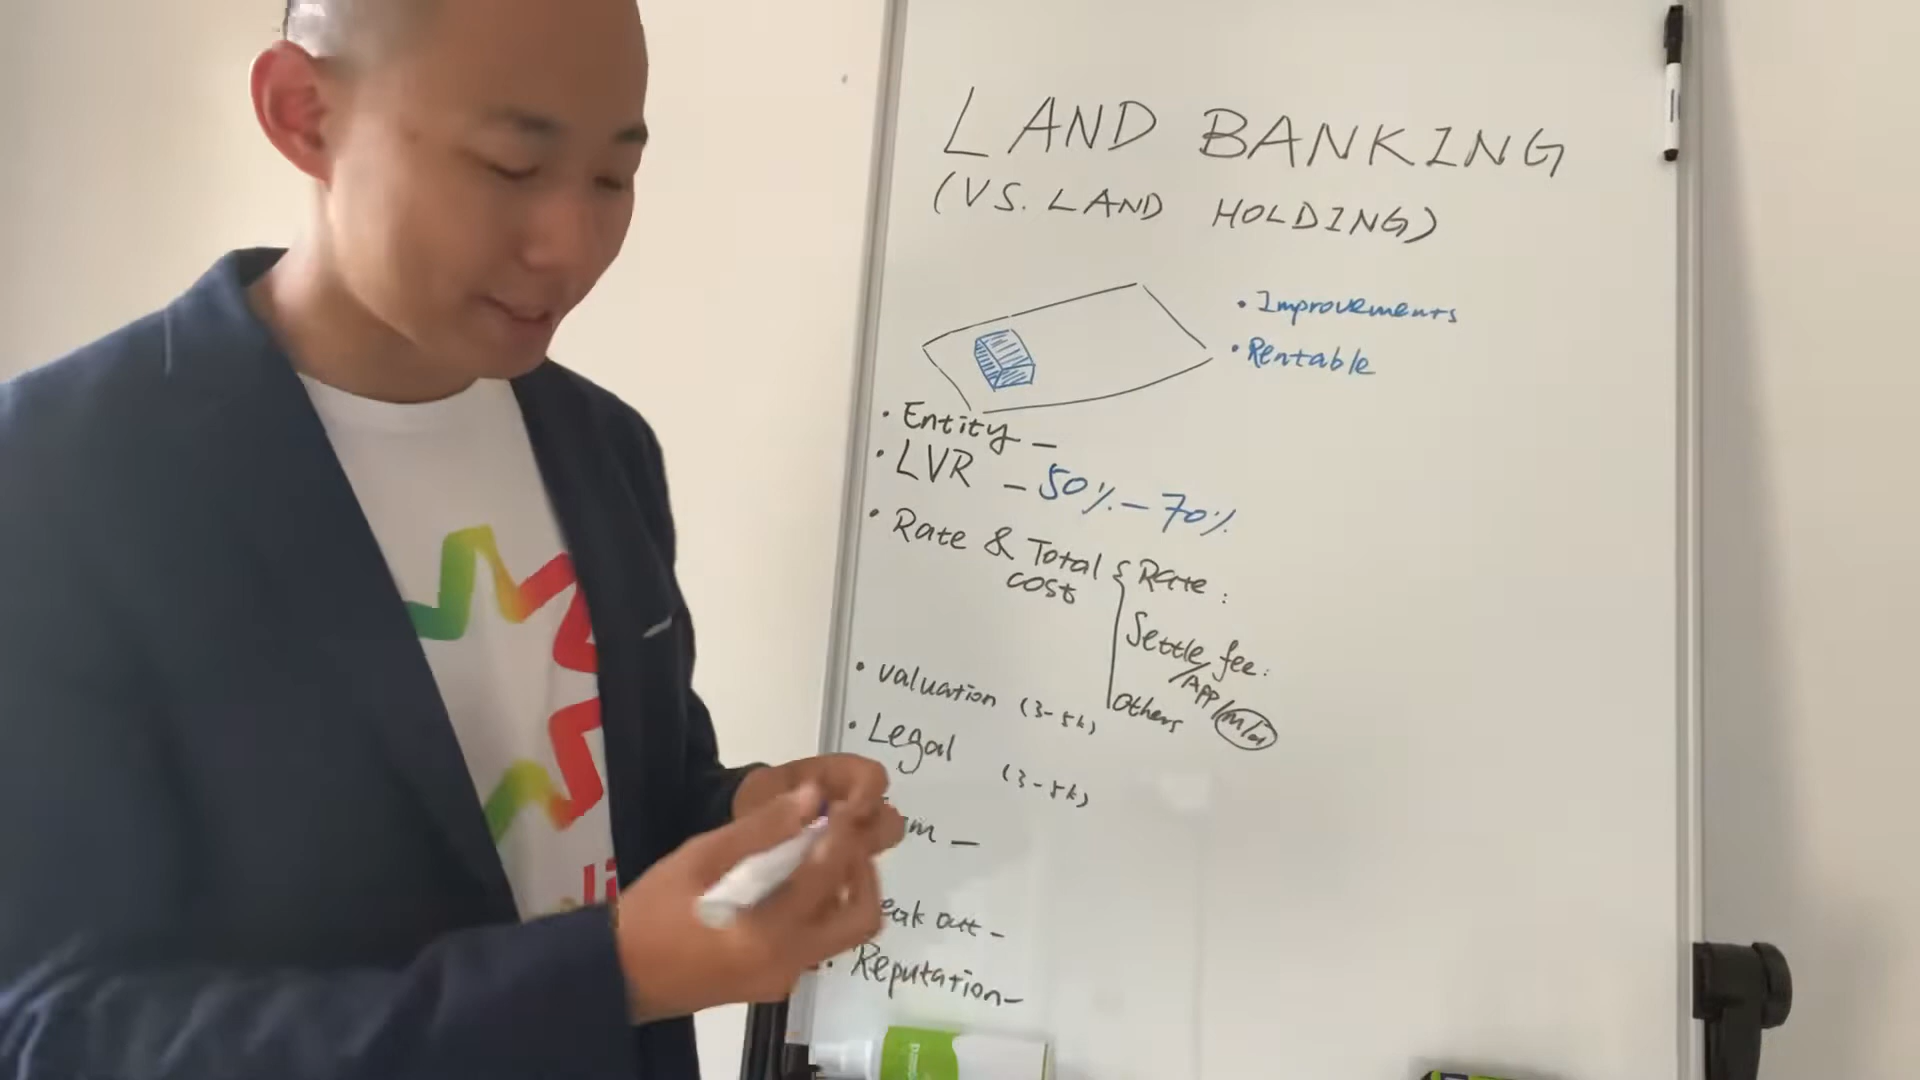 LAND BANKING
(VS. LAND HOLDING)
• Improvements
• Rentable
• Entity –
• LVR – 50% – 70%
• Rate & Total cost { Rate :
Settle fee :
/App/
Others
• valuation (3-5k)
• Legal (3-5k)
–
out –
• Reputation –